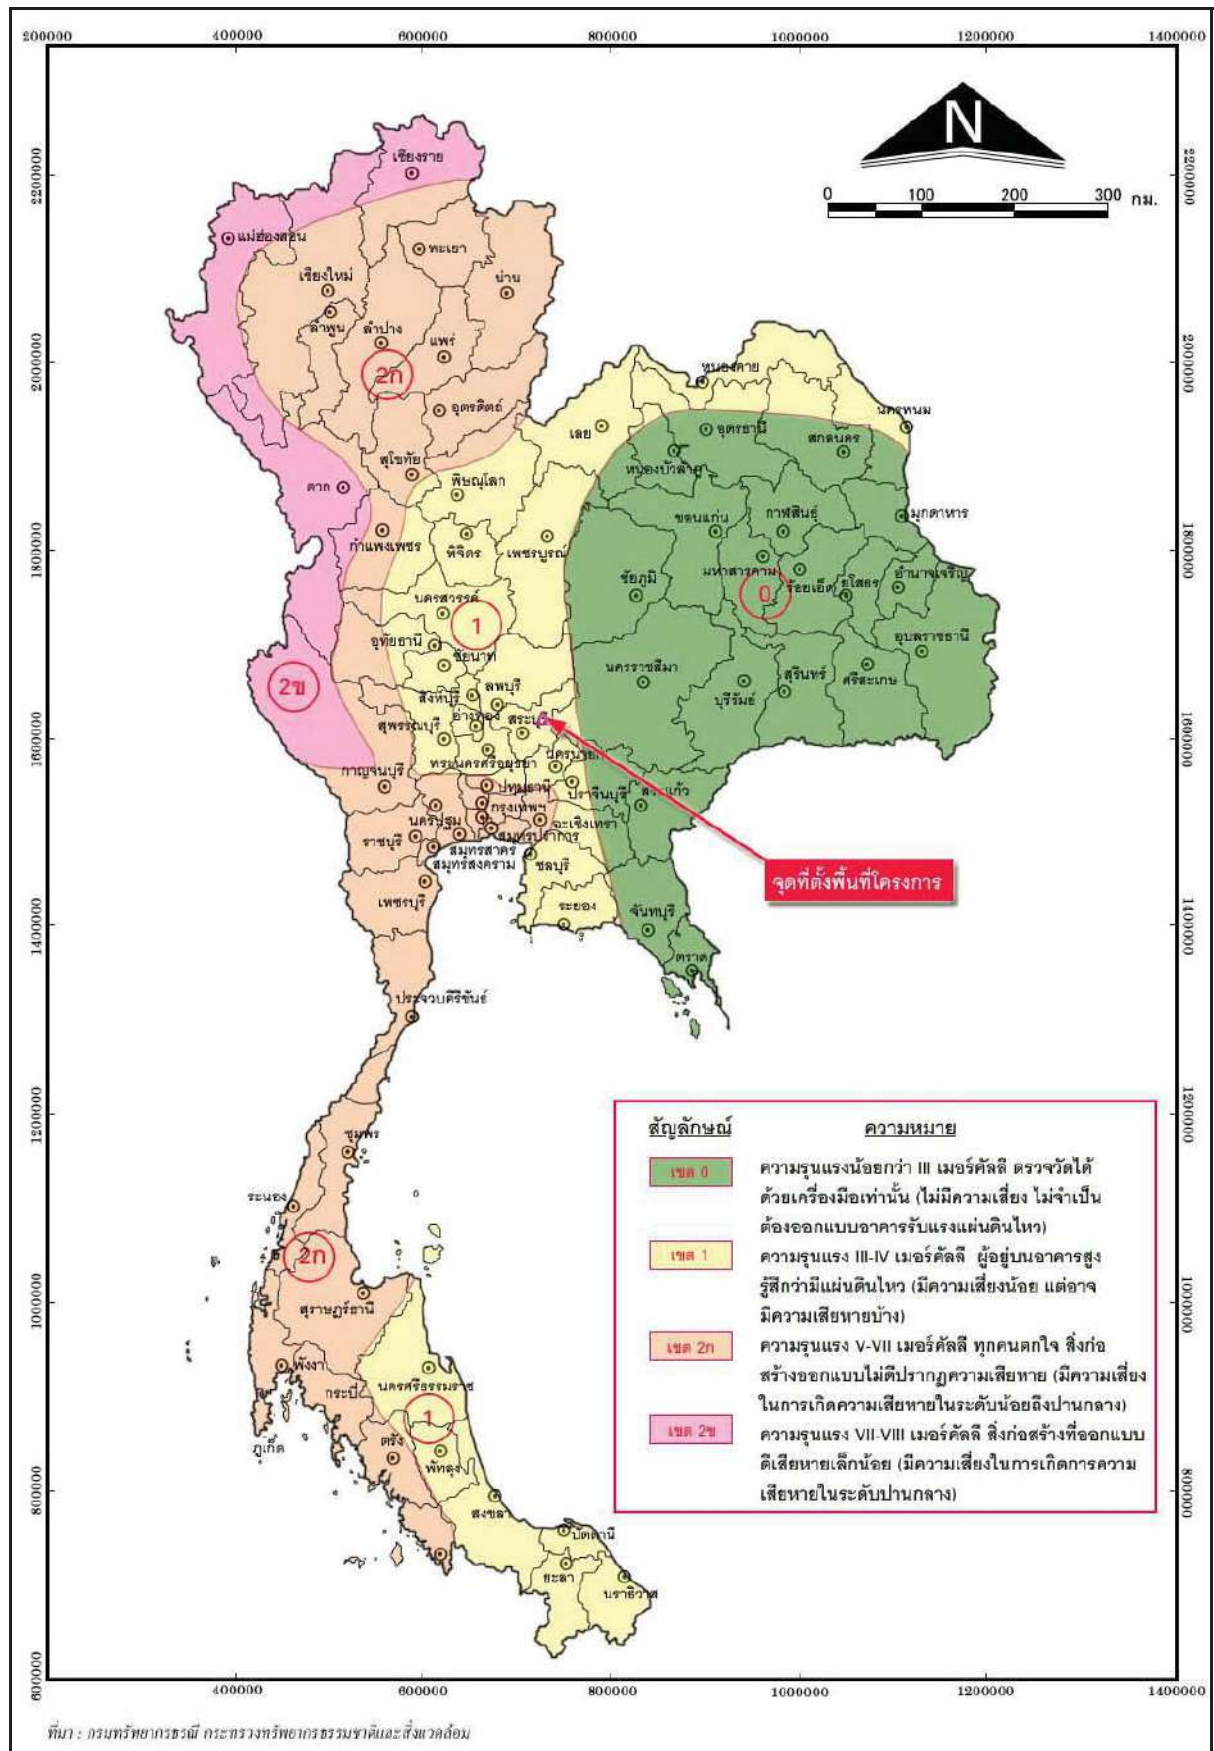 200000 400000 600000 800000 1000000 1200000 1400000
N
0 100 200 300 กม.
2200000 2200000
2000000 2000000
1800000 1800000
1600000 1600000
1400000 1400000
1200000 1200000
1000000 1000000
800000 800000
600000
เชียงราย
แม่ฮ่องสอน
พะเยา
เชียงใหม่
น่าน
ลำพูน
ลำปาง
แพร่
2ก
อุตรดิตถ์
หนองคาย
นครพนม
เลย
อุดรธานี
สกลนคร
สุโขทัย
หนองบัวลำภู
ตาก
พิษณุโลก
มุกดาหาร
ขอนแก่น
กาฬสินธุ์
กำแพงเพชร
พิจิตร
เพชรบูรณ์
มหาสารคาม
ชัยภูมิ
ร้อยเอ็ด
ยโสธร
อำนาจเจริญ
0
นครสวรรค์
1
อุทัยธานี
ชัยนาท
อุบลราชธานี
นครราชสีมา
สุรินทร์
ศรีสะเกษ
บุรีรัมย์
2ข
สิงห์บุรี
ลพบุรี
อ่างทอง
สระบุรี
สุพรรณบุรี
พระนครศรีอยุธยา
นครนายก
กาญจนบุรี
ปทุมธานี
ปราจีนบุรี
สระแก้ว
กรุงเทพฯ
นครปฐม
ฉะเชิงเทรา
สมุทรปราการ
ราชบุรี
สมุทรสาคร
สมุทรสงคราม
ชลบุรี
จุดที่ตั้งพื้นที่โครงการ
เพชรบุรี
ระยอง
จันทบุรี
ตราด
ประจวบคีรีขันธ์
ชุมพร
ระนอง
2ก
สุราษฎร์ธานี
พังงา
นครศรีธรรมราช
กระบี่
1
ภูเก็ต
ตรัง
พัทลุง
สงขลา
ปัตตานี
ยะลา
นราธิวาส
สัญลักษณ์ ความหมาย
เขต 0 ความรุนแรงน้อยกว่า III เมอร์คัลลี ตรวจวัดได้
ด้วยเครื่องมือเท่านั้น (ไม่มีความเสี่ยง ไม่จำเป็น
ต้องออกแบบอาคารรับแรงแผ่นดินไหว)
เขต 1 ความรุนแรง III-IV เมอร์คัลลี ผู้อยู่บนอาคารสูง
รู้สึกว่ามีแผ่นดินไหว (มีความเสี่ยงน้อย แต่อาจ
มีความเสียหายบ้าง)
เขต 2ก ความรุนแรง V-VII เมอร์คัลลี ทุกคนตกใจ สิ่งก่อ
สร้างออกแบบไม่ดีปรากฏความเสียหาย (มีความเสี่ยง
ในการเกิดความเสียหายในระดับน้อยถึงปานกลาง)
เขต 2ข ความรุนแรง VII-VIII เมอร์คัลลี สิ่งก่อสร้างที่ออกแบบ
ดีเสียหายเล็กน้อย (มีความเสี่ยงในการเกิดการความ
เสียหายในระดับปานกลาง)
400000 600000 800000 1000000 1200000 1400000
ที่มา : กรมทรัพยากรธรณี กระทรวงทรัพยากรธรรมชาติและสิ่งแวดล้อม